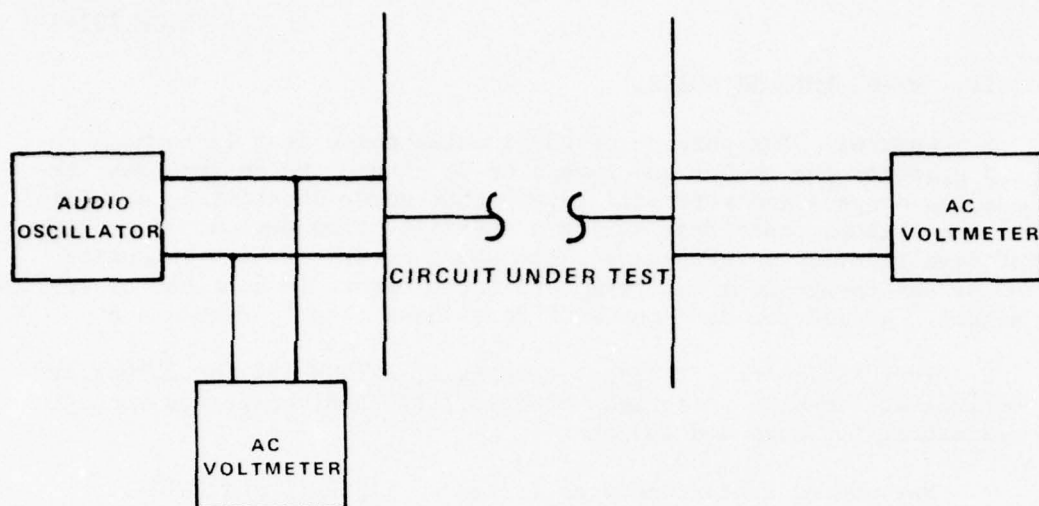 AUDIO
OSCILLATOR
AC
VOLTMETER
CIRCUIT UNDER TEST
AC
VOLTMETER